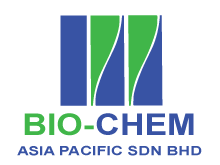 BIO-CHEM
ASIA PACIFIC SDN BHD